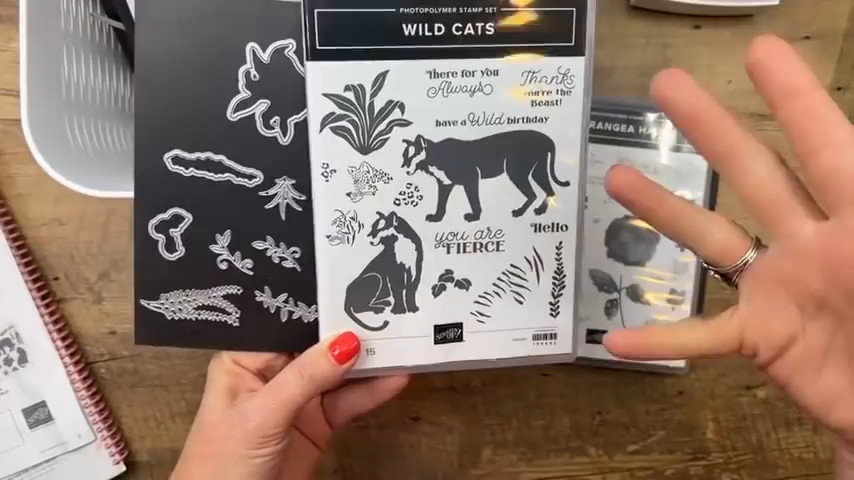 PHOTOPOLYMER STAMP SET
WILD CATS
There for you
Always
Thanks
you're the
Beast!
have a Wild birthday
Hello
you are
FIERCE
15
RANGEA HA